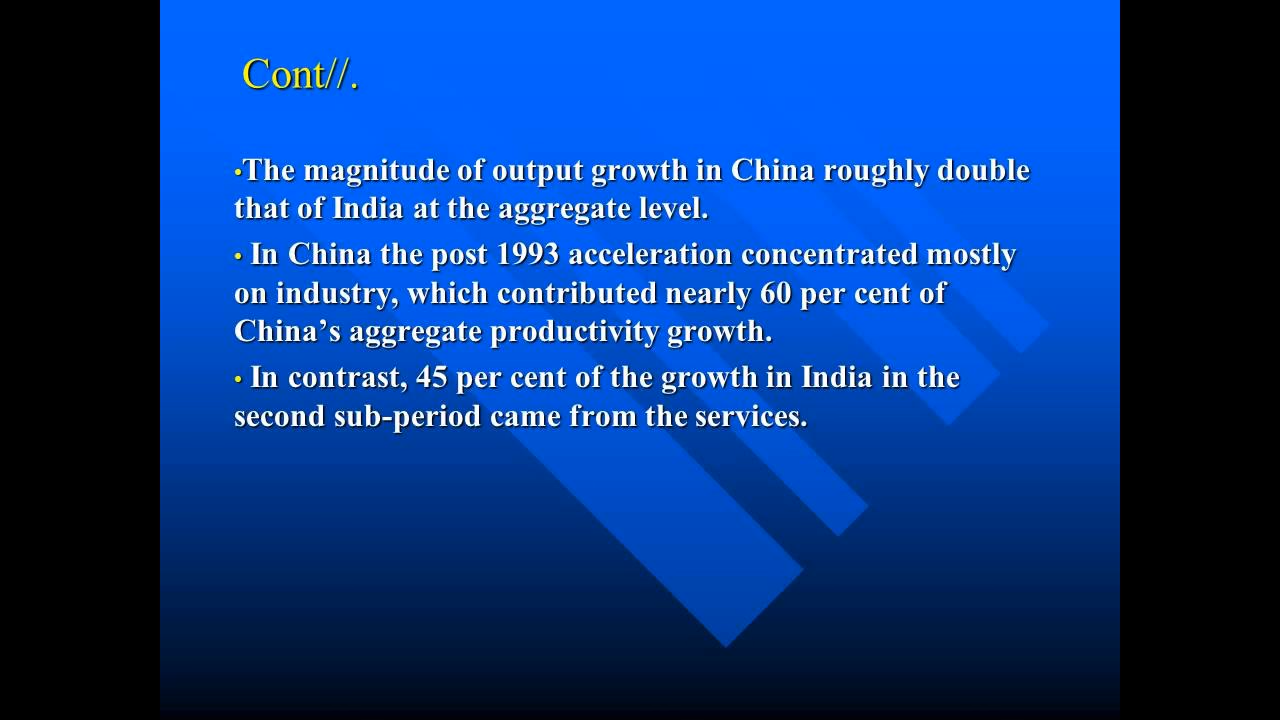 Cont//.
•The magnitude of output growth in China roughly double
that of India at the aggregate level.
• In China the post 1993 acceleration concentrated mostly
on industry, which contributed nearly 60 per cent of
China’s aggregate productivity growth.
• In contrast, 45 per cent of the growth in India in the
second sub-period came from the services.